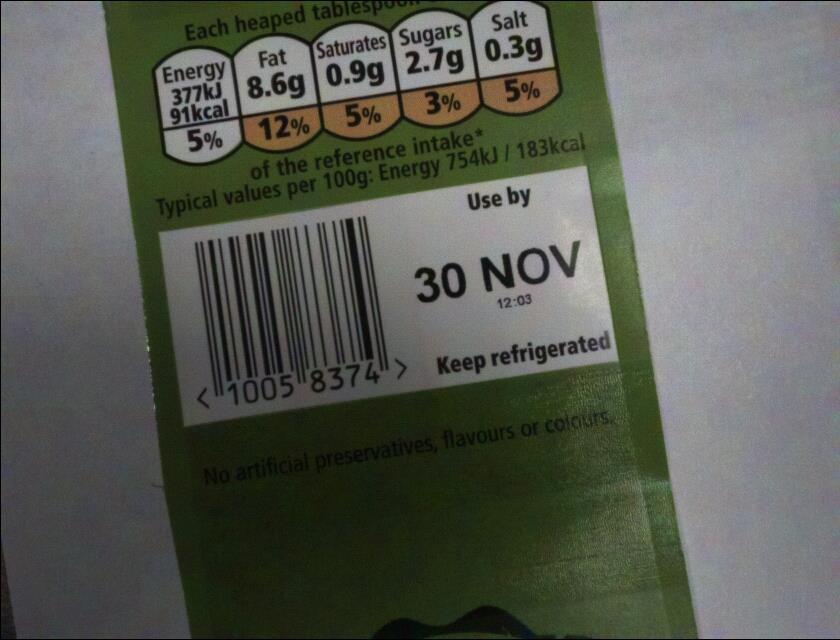 Each heaped tablespoon
Energy
377kJ
91kcal
5%
Fat
8.6g
12%
Saturates
0.9g
5%
Sugars
2.7g
3%
Salt
0.3g
5%
of the reference intake*
Typical values per 100g: Energy 754kJ / 183kcal
Use by
30 NOV
12:03
Keep refrigerated
<1005 8374>
No artificial preservatives, flavours or colours.